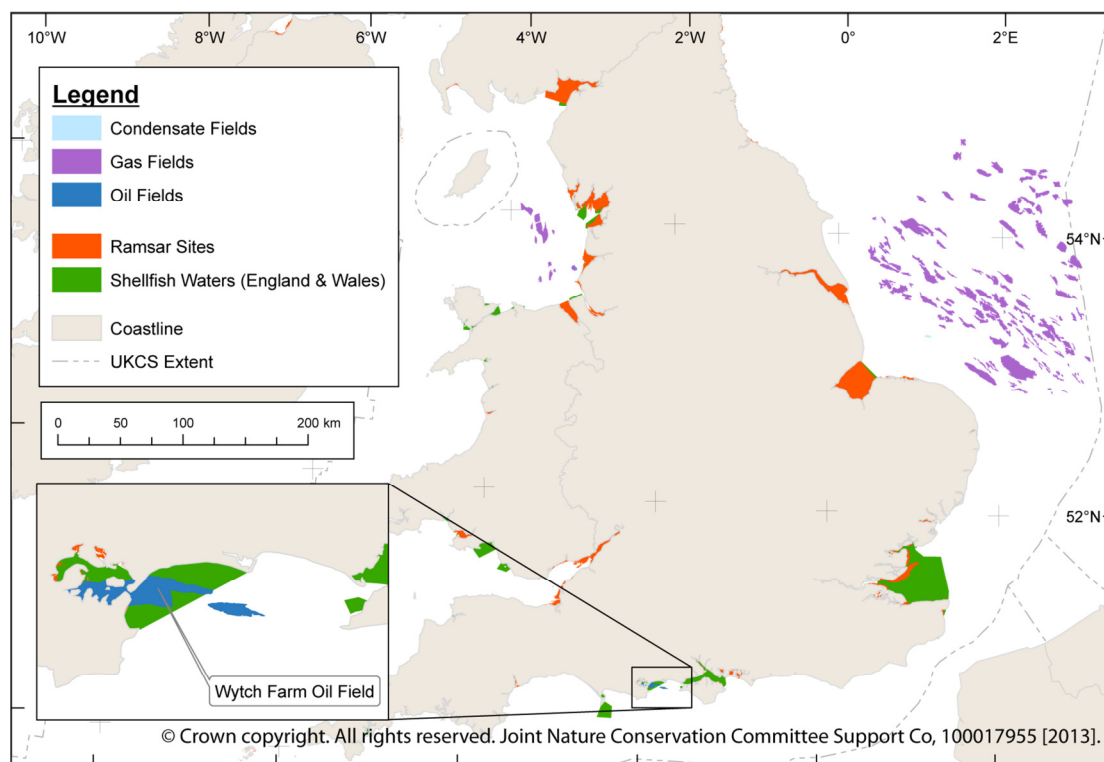 10°W 8°W 6°W 4°W 2°W 0° 2°E
Legend
Condensate Fields
Gas Fields
Oil Fields
Ramsar Sites
Shellfish Waters (England & Wales)
Coastline
UKCS Extent
54°N
0 50 100 200 km
52°N
Wytch Farm Oil Field
© Crown copyright. All rights reserved. Joint Nature Conservation Committee Support Co, 100017955 [2013].